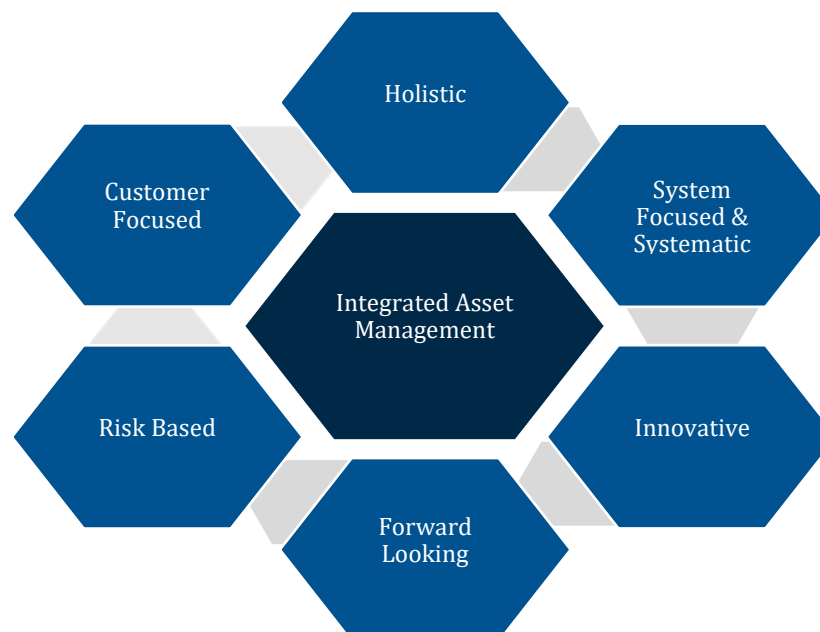 Holistic
Customer
Focused
System
Focused &
Systematic
Integrated Asset
Management
Risk Based
Innovative
Forward
Looking